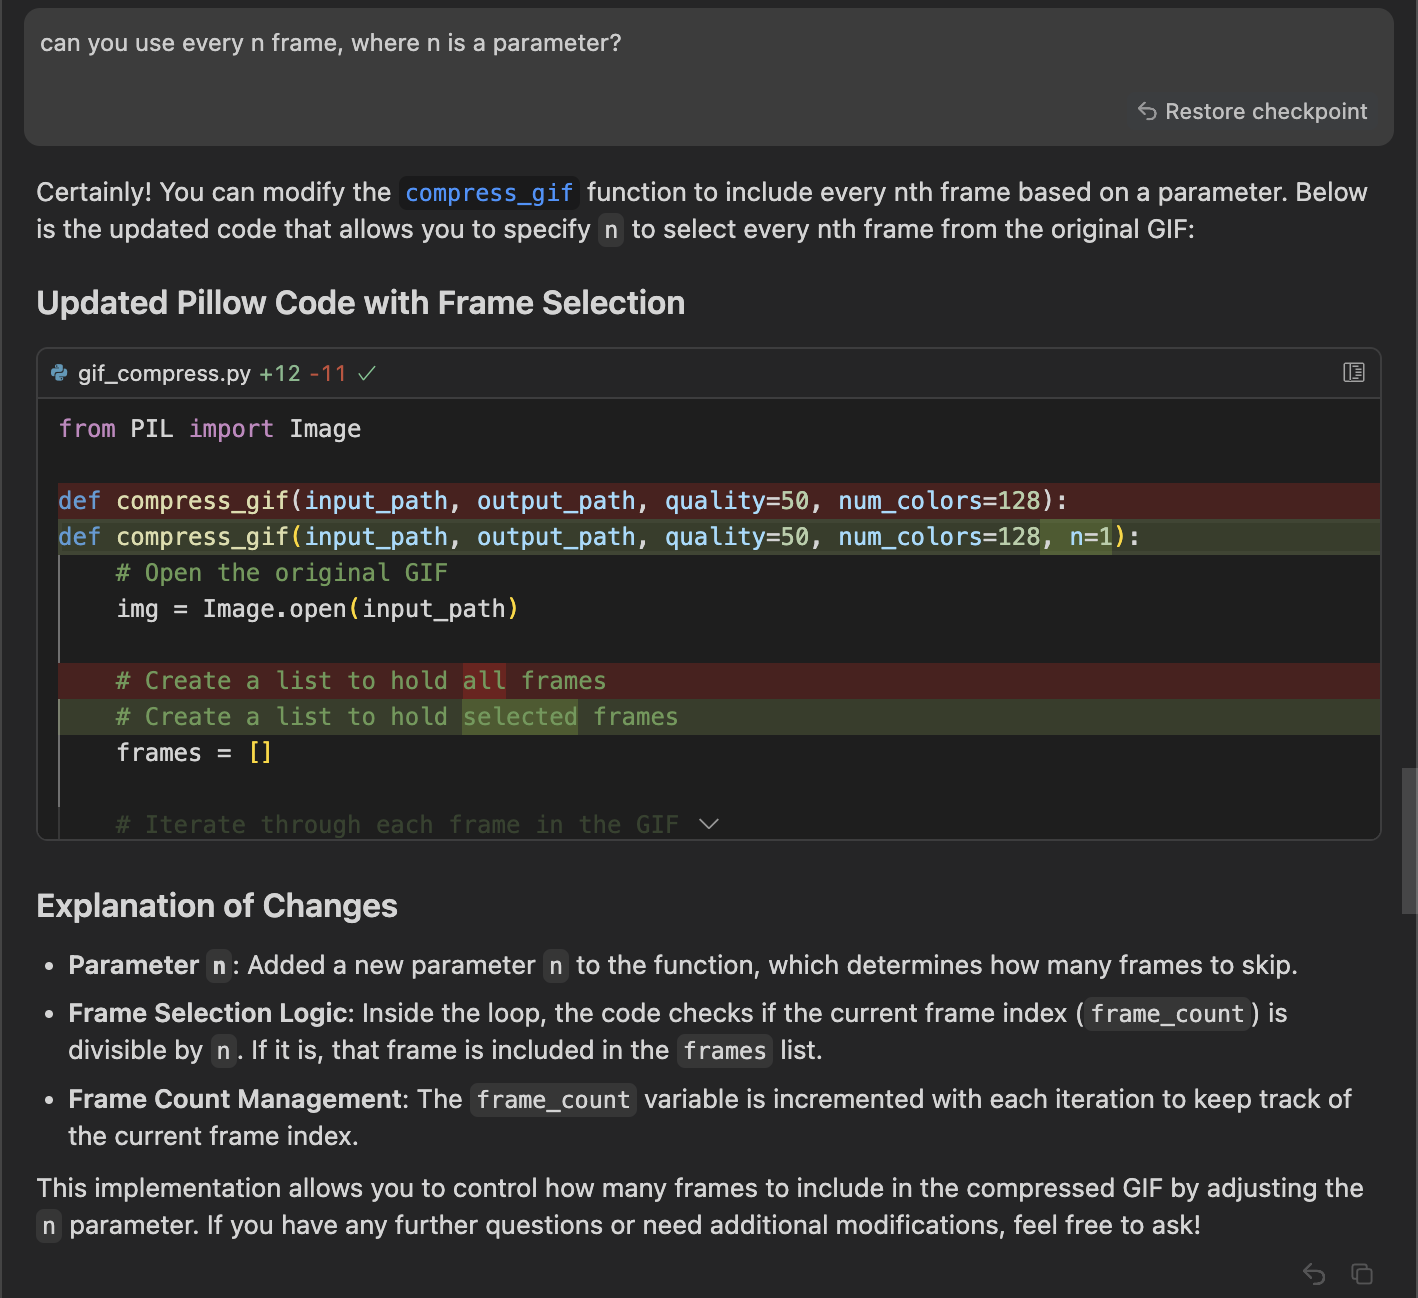 can you use every n frame, where n is a parameter?
Restore checkpoint
Certainly! You can modify the compress_gif function to include every nth frame based on a parameter. Below
is the updated code that allows you to specify n to select every nth frame from the original GIF:
Updated Pillow Code with Frame Selection
gif_compress.py +12 -11
from PIL import Image
def compress_gif(input_path, output_path, quality=50, num_colors=128):
def compress_gif(input_path, output_path, quality=50, num_colors=128, n=1):
# Open the original GIF
img = Image.open(input_path)
# Create a list to hold all frames
# Create a list to hold selected frames
frames = []
# Iterate through each frame in the GIF
Explanation of Changes
• Parameter n: Added a new parameter n to the function, which determines how many frames to skip.
• Frame Selection Logic: Inside the loop, the code checks if the current frame index (frame_count) is
divisible by n. If it is, that frame is included in the frames list.
• Frame Count Management: The frame_count variable is incremented with each iteration to keep track of
the current frame index.
This implementation allows you to control how many frames to include in the compressed GIF by adjusting the
n parameter. If you have any further questions or need additional modifications, feel free to ask!